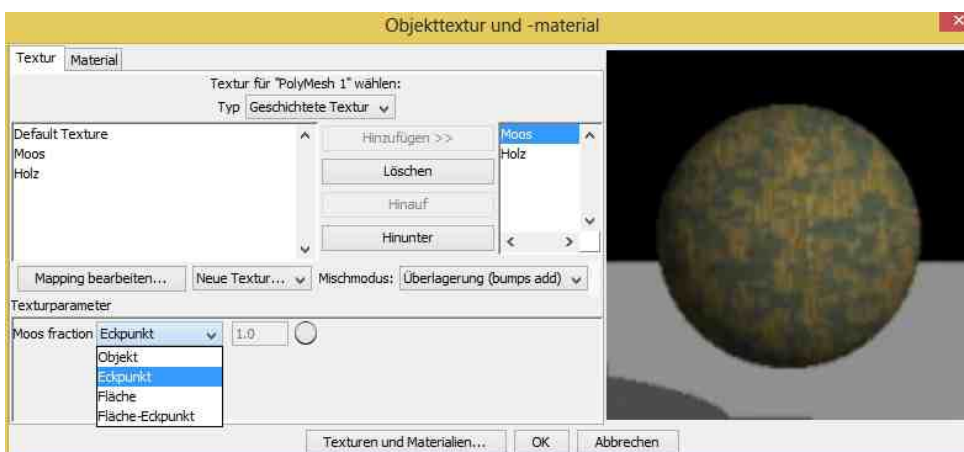 Objekttextur und -material
Textur Material
Textur für "PolyMesh 1" wählen:
Typ Geschichtete Textur
Default Texture
Moos
Holz
Hinzufügen >>
Löschen
Hinauf
Hinunter
Moos
Holz
Mapping bearbeiten... Neue Textur... Mischmodus: Überlagerung (bumps add)
Texturparameter
Moos fraction Eckpunkt 1.0
Objekt
Eckpunkt
Fläche
Fläche-Eckpunkt
Texturen und Materialien... OK Abbrechen